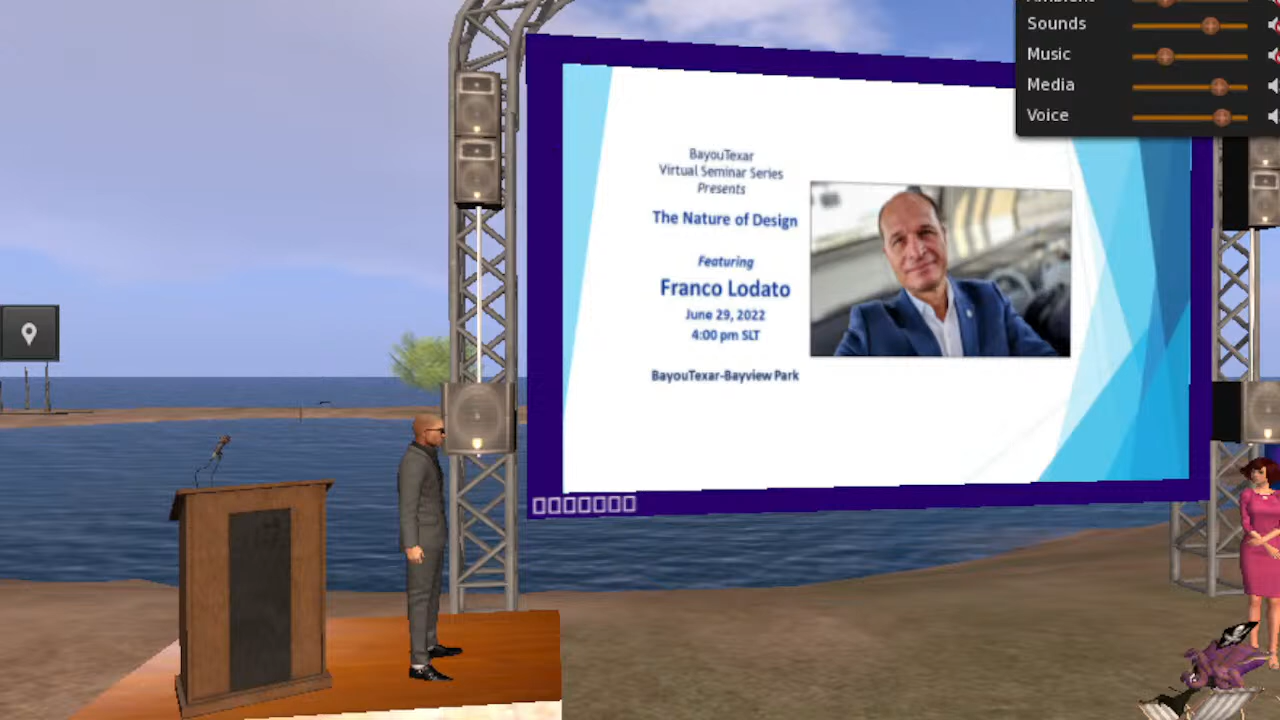 Sounds
Music
Media
Voice
BayouTexar
Virtual Seminar Series
Presents
The Nature of Design
Featuring
Franco Lodato
June 29, 2022
4:00 pm SLT
BayouTexar-Bayview Park